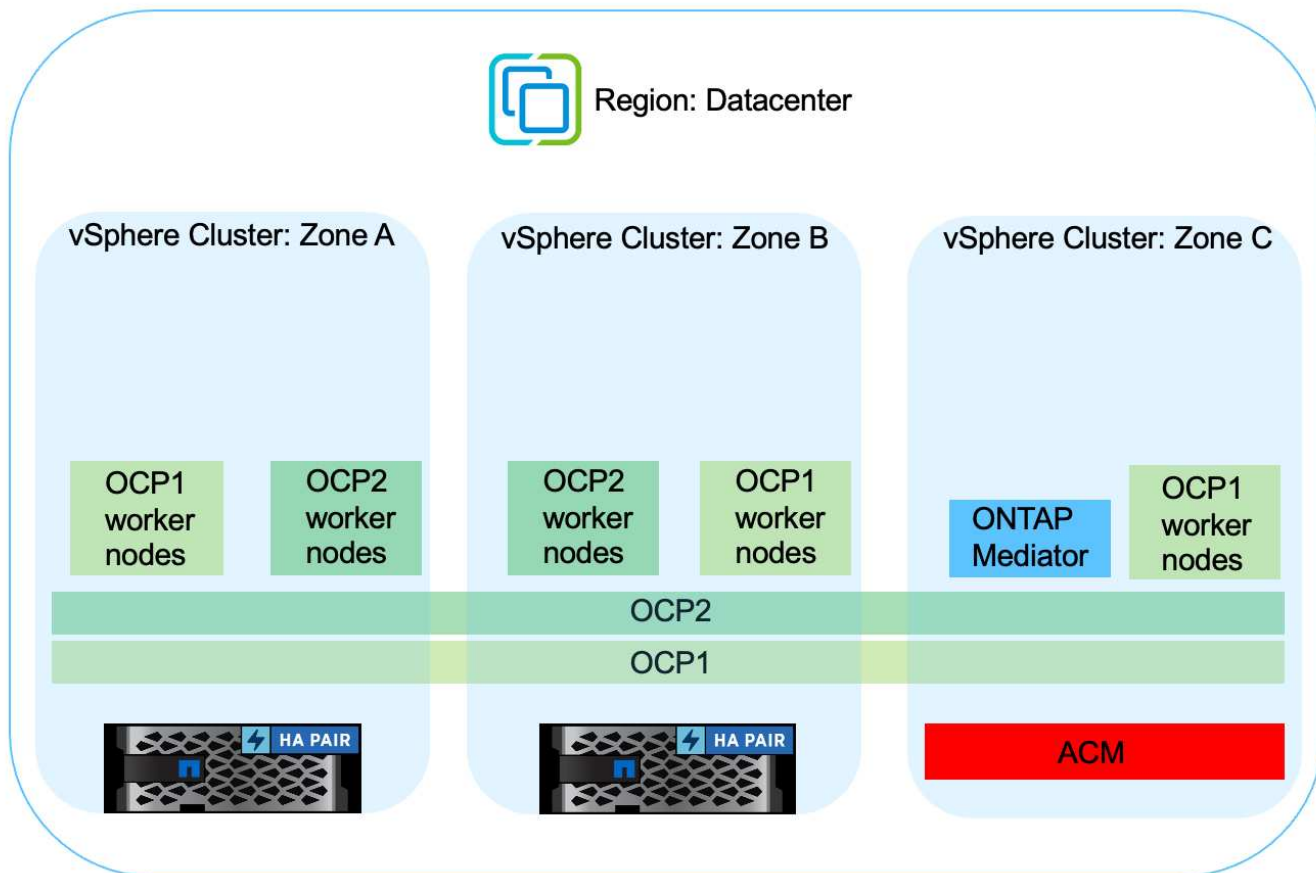 Region: Datacenter
vSphere Cluster: Zone A
vSphere Cluster: Zone B
vSphere Cluster: Zone C
OCP1
worker
nodes
OCP2
worker
nodes
OCP2
worker
nodes
OCP1
worker
nodes
ONTAP
Mediator
OCP1
worker
nodes
OCP2
OCP1
HA PAIR
HA PAIR
ACM